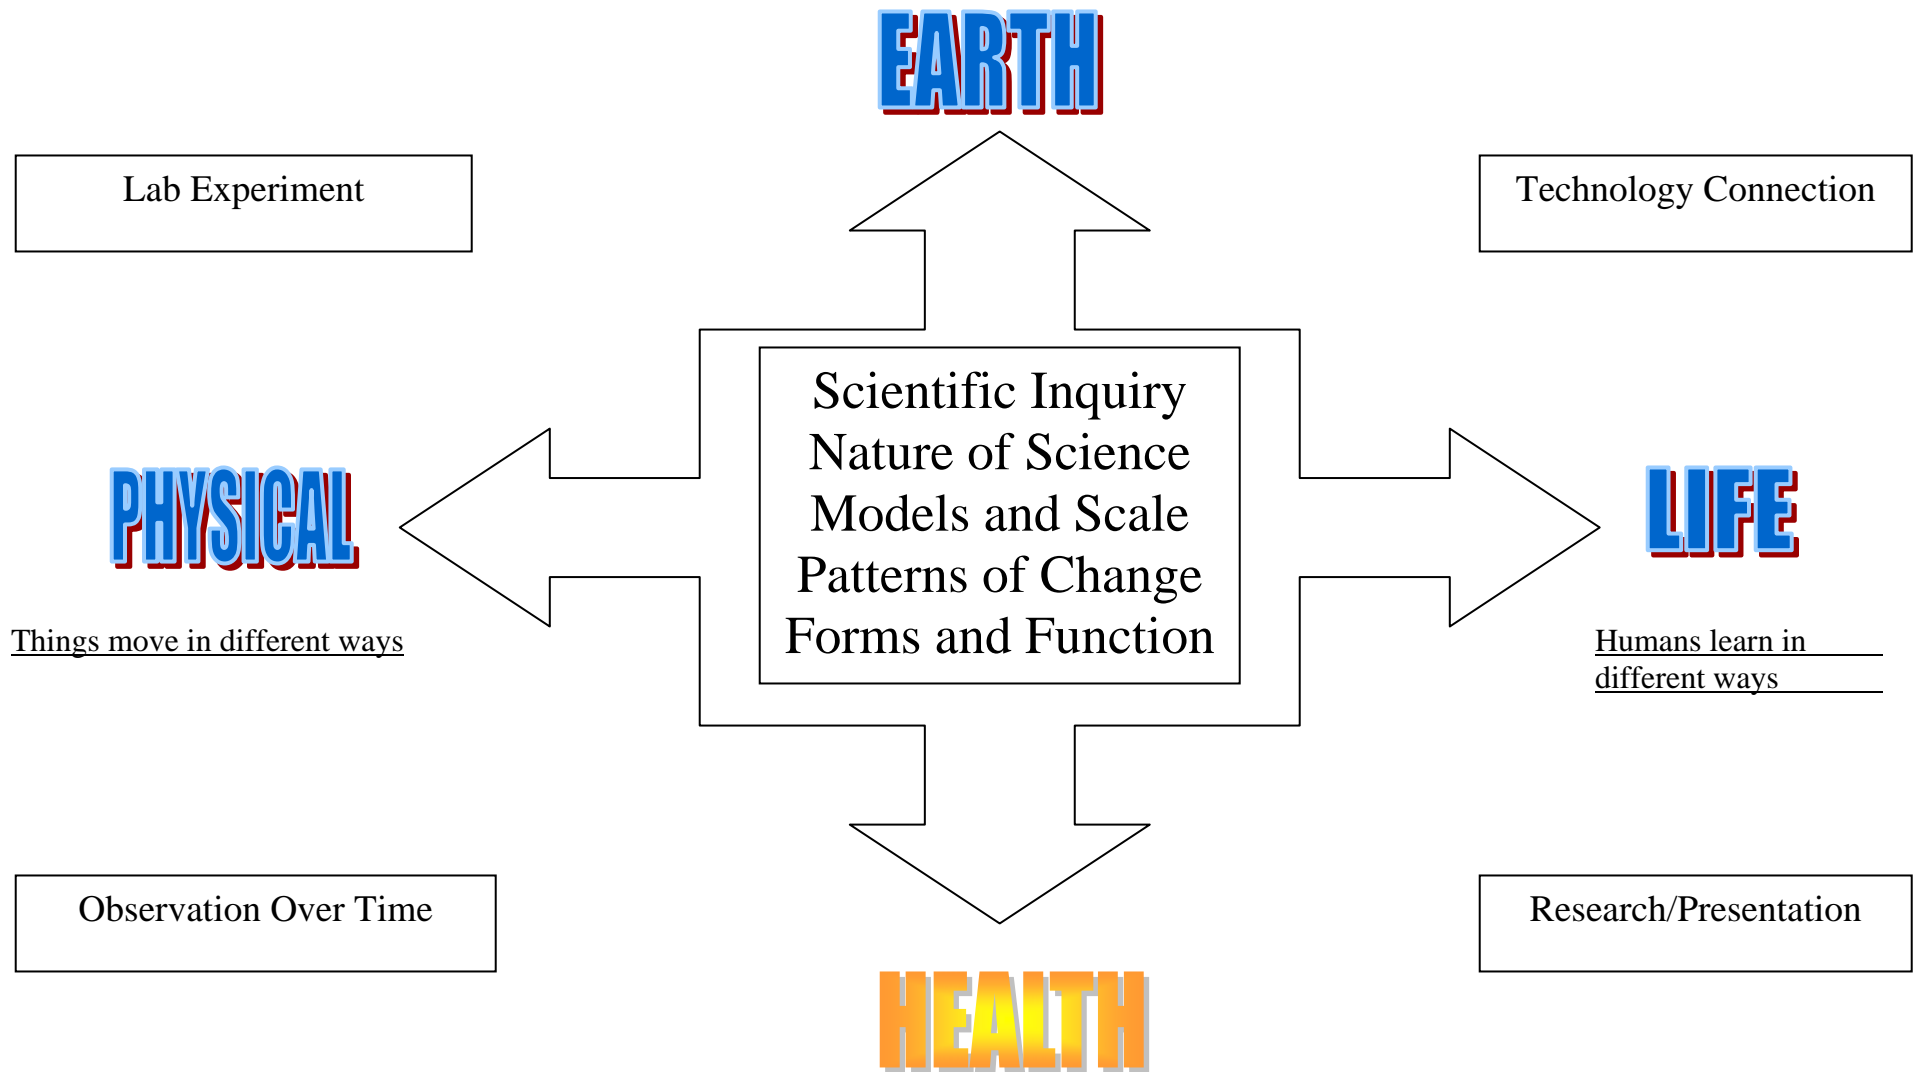 EARTH
Lab Experiment
Technology Connection
Scientific Inquiry
Nature of Science
Models and Scale
Patterns of Change
Forms and Function
PHYSICAL
Things move in different ways
LIFE
Humans learn in
different ways
Observation Over Time
Research/Presentation
HEALTH